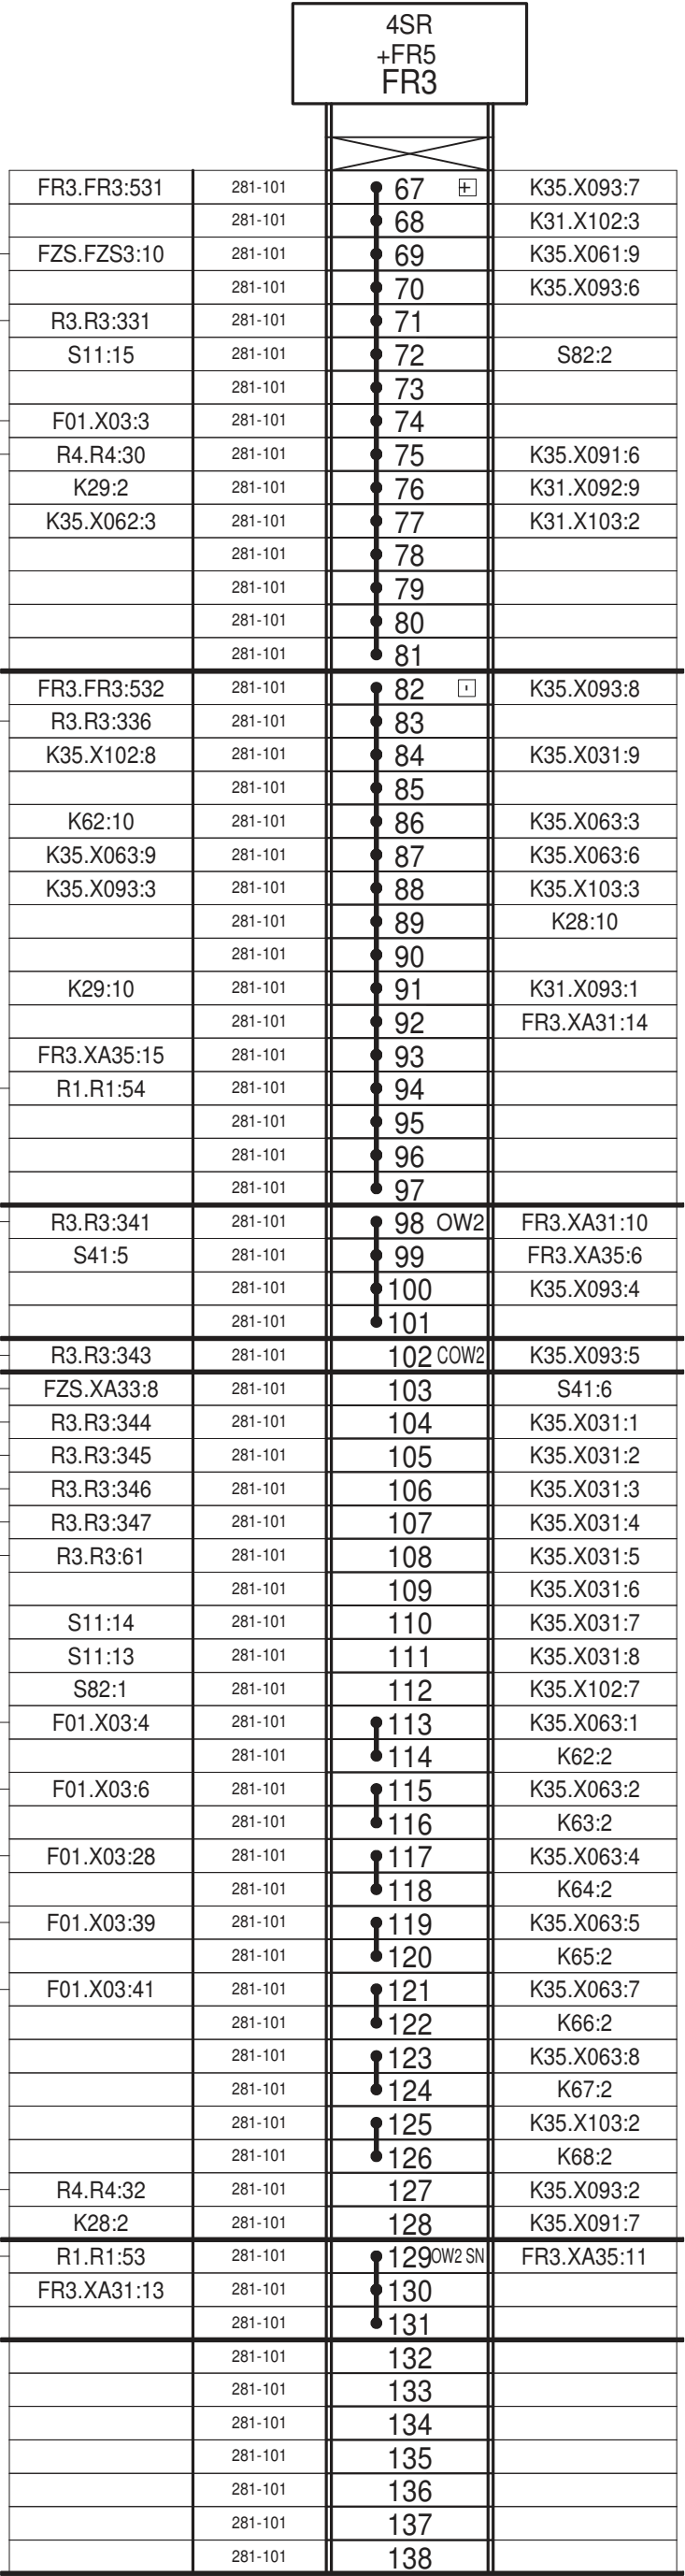 4SR
+FR5
FR3
FR3.FR3:531 281-101 67 + K35.X093:7
281-101 68 K31.X102:3
FZS.FZS3:10 281-101 69 K35.X061:9
281-101 70 K35.X093:6
R3.R3:331 281-101 71
S11:15 281-101 72 S82:2
281-101 73
F01.X03:3 281-101 74
R4.R4:30 281-101 75 K35.X091:6
K29:2 281-101 76 K31.X092:9
K35.X062:3 281-101 77 K31.X103:2
281-101 78
281-101 79
281-101 80
281-101 81
FR3.FR3:532 281-101 82 - K35.X093:8
R3.R3:336 281-101 83
K35.X102:8 281-101 84 K35.X031:9
281-101 85
K62:10 281-101 86 K35.X063:3
K35.X063:9 281-101 87 K35.X063:6
K35.X093:3 281-101 88 K35.X103:3
281-101 89 K28:10
281-101 90
K29:10 281-101 91 K31.X093:1
281-101 92 FR3.XA31:14
FR3.XA35:15 281-101 93
R1.R1:54 281-101 94
281-101 95
281-101 96
281-101 97
R3.R3:341 281-101 98 OW2 FR3.XA31:10
S41:5 281-101 99 FR3.XA35:6
281-101 100 K35.X093:4
281-101 101
R3.R3:343 281-101 102 COW2 K35.X093:5
FZS.XA33:8 281-101 103 S41:6
R3.R3:344 281-101 104 K35.X031:1
R3.R3:345 281-101 105 K35.X031:2
R3.R3:346 281-101 106 K35.X031:3
R3.R3:347 281-101 107 K35.X031:4
R3.R3:61 281-101 108 K35.X031:5
281-101 109 K35.X031:6
S11:14 281-101 110 K35.X031:7
S11:13 281-101 111 K35.X031:8
S82:1 281-101 112 K35.X102:7
F01.X03:4 281-101 113 K35.X063:1
281-101 114 K62:2
F01.X03:6 281-101 115 K35.X063:2
281-101 116 K63:2
F01.X03:28 281-101 117 K35.X063:4
281-101 118 K64:2
F01.X03:39 281-101 119 K35.X063:5
281-101 120 K65:2
F01.X03:41 281-101 121 K35.X063:7
281-101 122 K66:2
281-101 123 K35.X063:8
281-101 124 K67:2
281-101 125 K35.X103:2
281-101 126 K68:2
R4.R4:32 281-101 127 K35.X093:2
K28:2 281-101 128 K35.X091:7
R1.R1:53 281-101 129 OW2 SN FR3.XA35:11
FR3.XA31:13 281-101 130
281-101 131
281-101 132
281-101 133
281-101 134
281-101 135
281-101 136
281-101 137
281-101 138